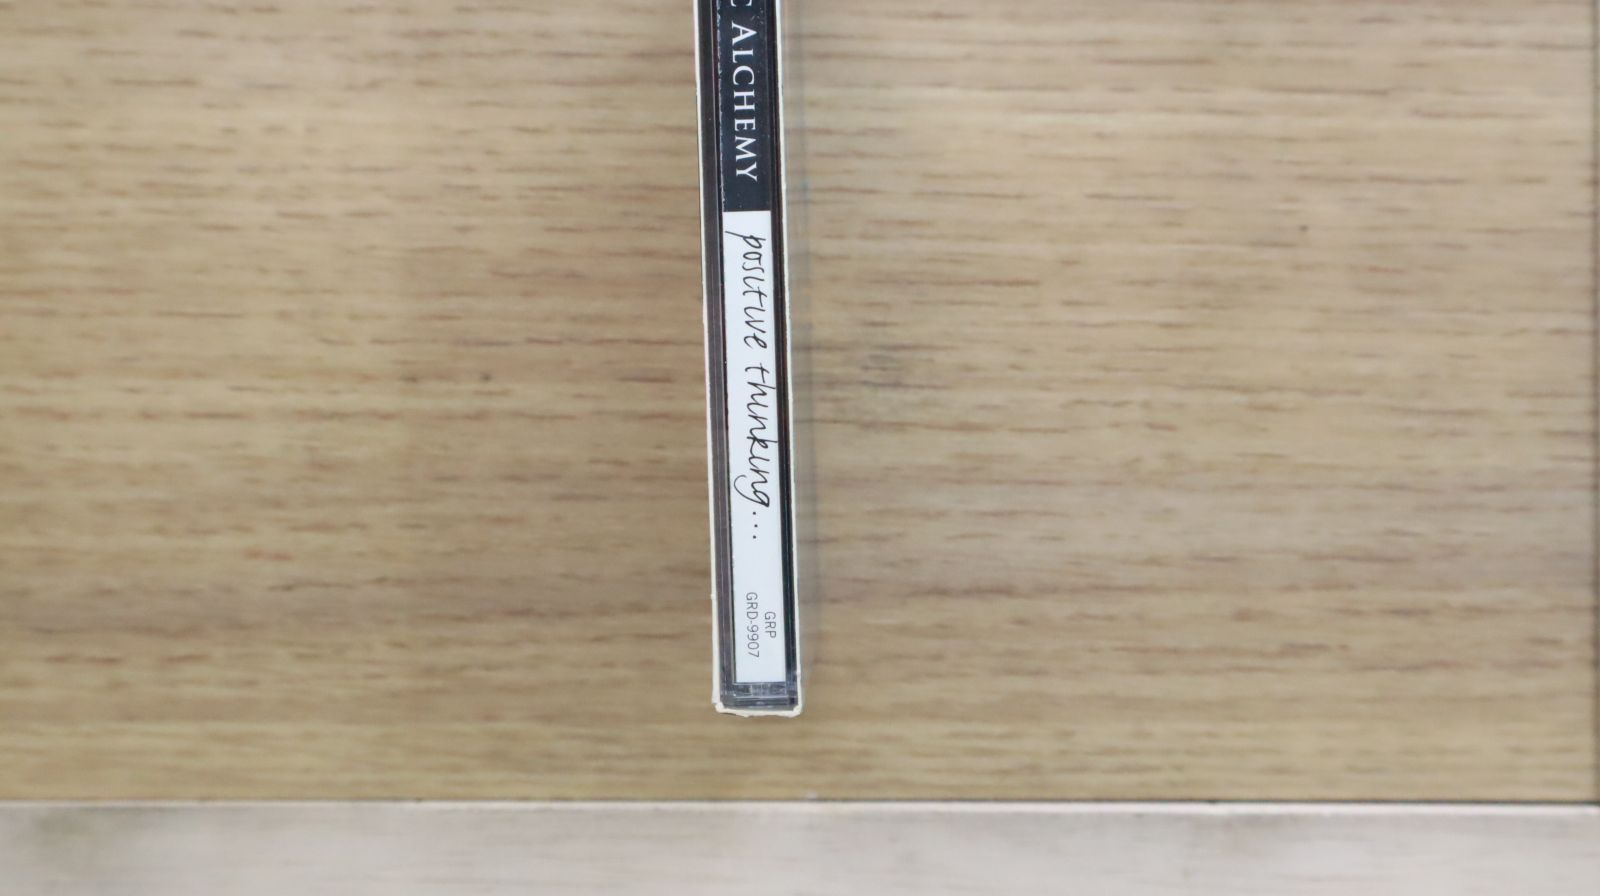 C ALCHEMY
positive thinking...
GRP
GRD-9907